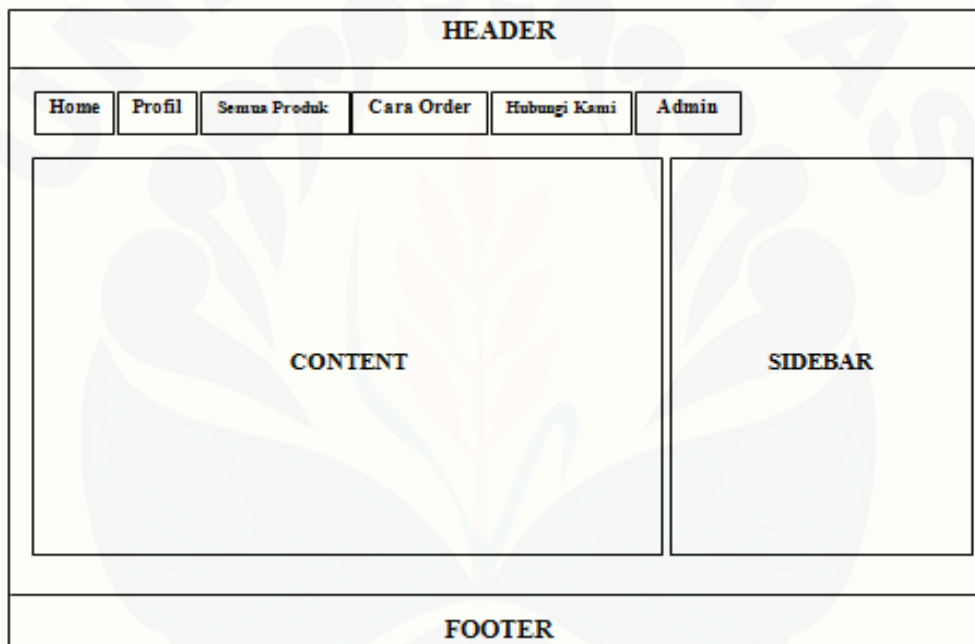 HEADER
Home Profil Semua Produk Cara Order Hubungi Kami Admin
CONTENT SIDEBAR
FOOTER